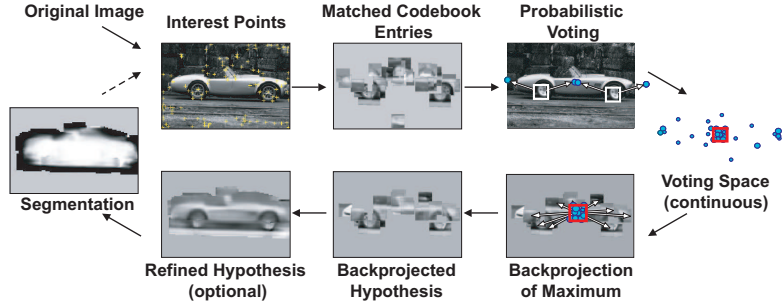 Original Image
Interest Points
Matched Codebook
Entries
Probabilistic
Voting
Voting Space
(continuous)
Segmentation
Refined Hypothesis
(optional)
Backprojected
Hypothesis
Backprojection
of Maximum